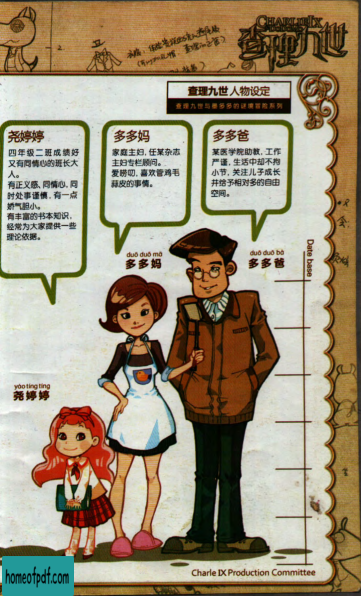 CHARLIE IX
查理九世
查理九世 人物设定
查理九世与墨多多的谜境冒险系列
尧婷婷
四年级二班成绩好
又有同情心的班长大
人。
有正义感、同情心，同
时处事谨慎，有一点
娇气胆小。
有丰富的书本知识，
经常为大家提供一些
理论依据。
多多妈
家庭主妇，任某杂志
主妇专栏顾问。
爱唠叨，喜欢管鸡毛
蒜皮的事情。
多多爸
某医学院助教，工作
严谨，生活中却不拘
小节，关注儿子成长
并给予相对多的自由
空间。
duō duō mā
多多妈
duō duō bà
多多爸
Date base
yáo tíng tíng
尧婷婷
Charle IX Production Committee
homeofpdf.com